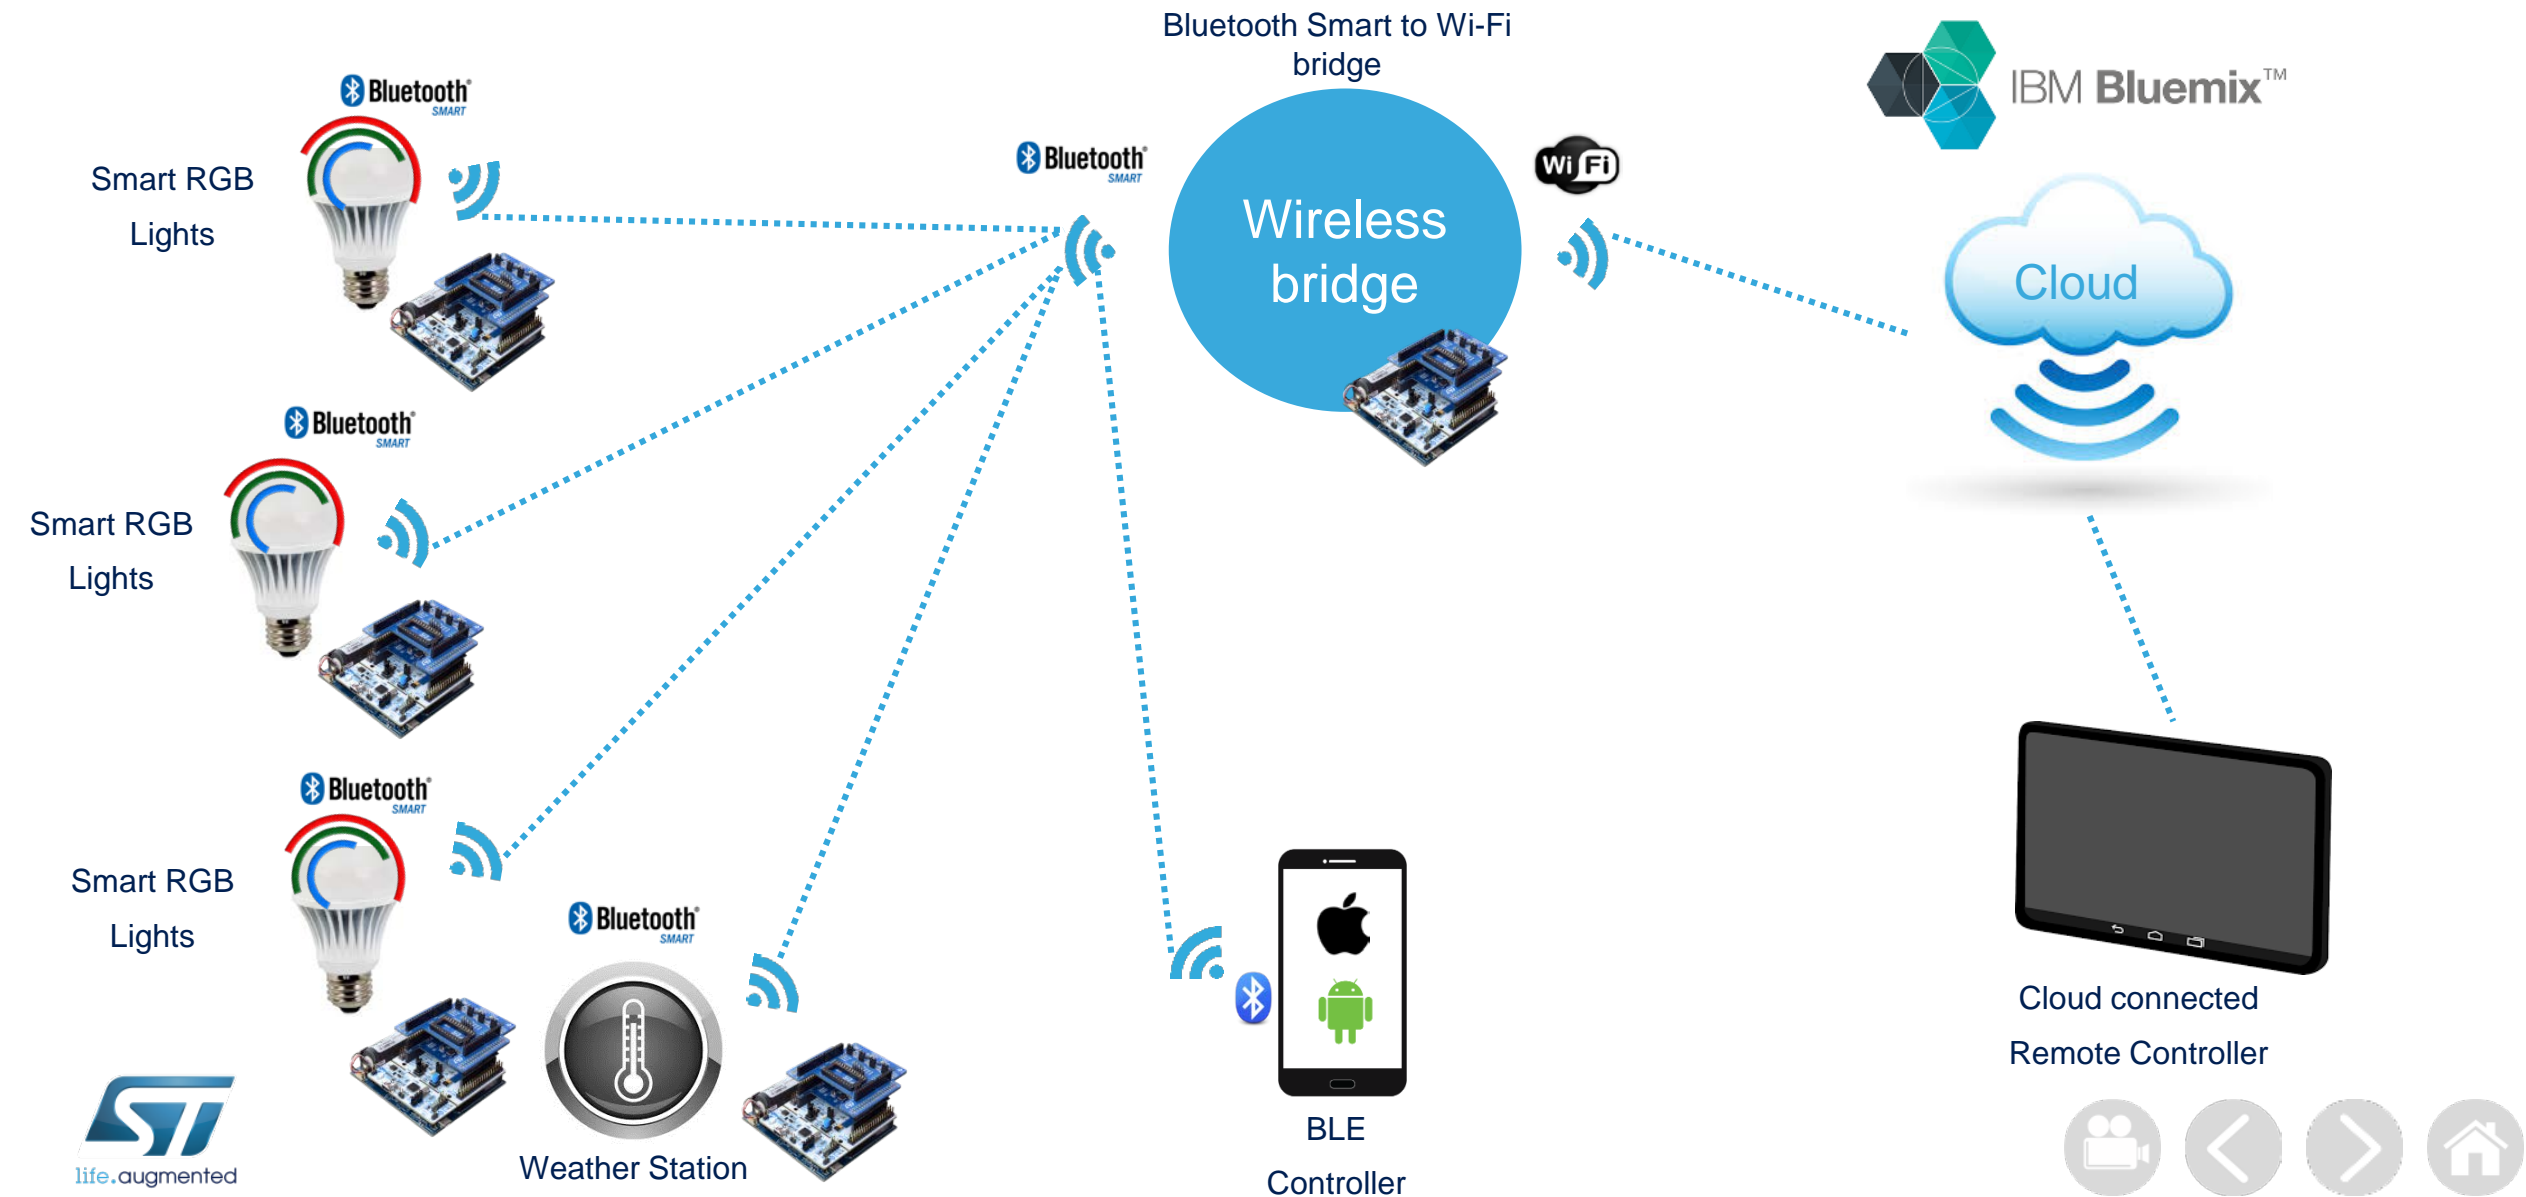 Bluetooth Smart to Wi-Fi
bridge
IBM Bluemix™
Bluetooth®
SMART
Smart RGB
Lights
Bluetooth®
SMART
Wi Fi
Wireless
bridge
Cloud
Bluetooth®
SMART
Smart RGB
Lights
Bluetooth®
SMART
Smart RGB
Lights
Bluetooth®
SMART
Weather Station
BLE
Controller
Cloud connected
Remote Controller
ST
life.augmented